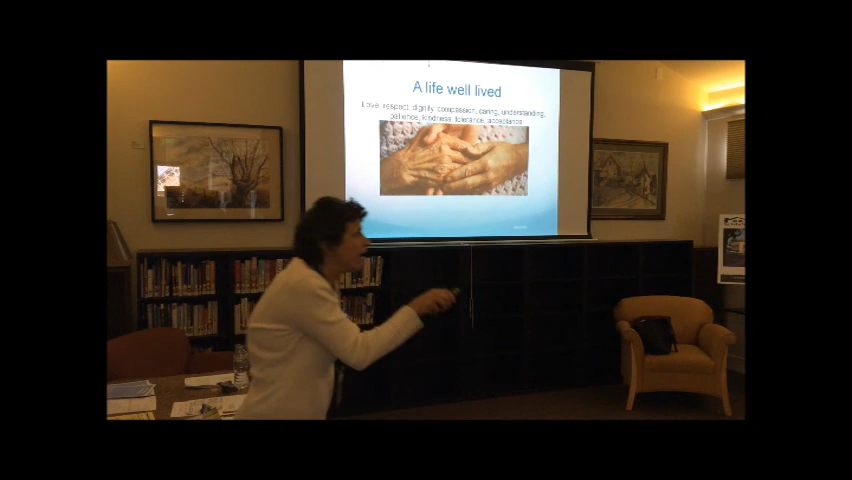 A life well lived
Love, respect, dignity, compassion, caring, understanding,
patience, kindness, tolerance, acceptance